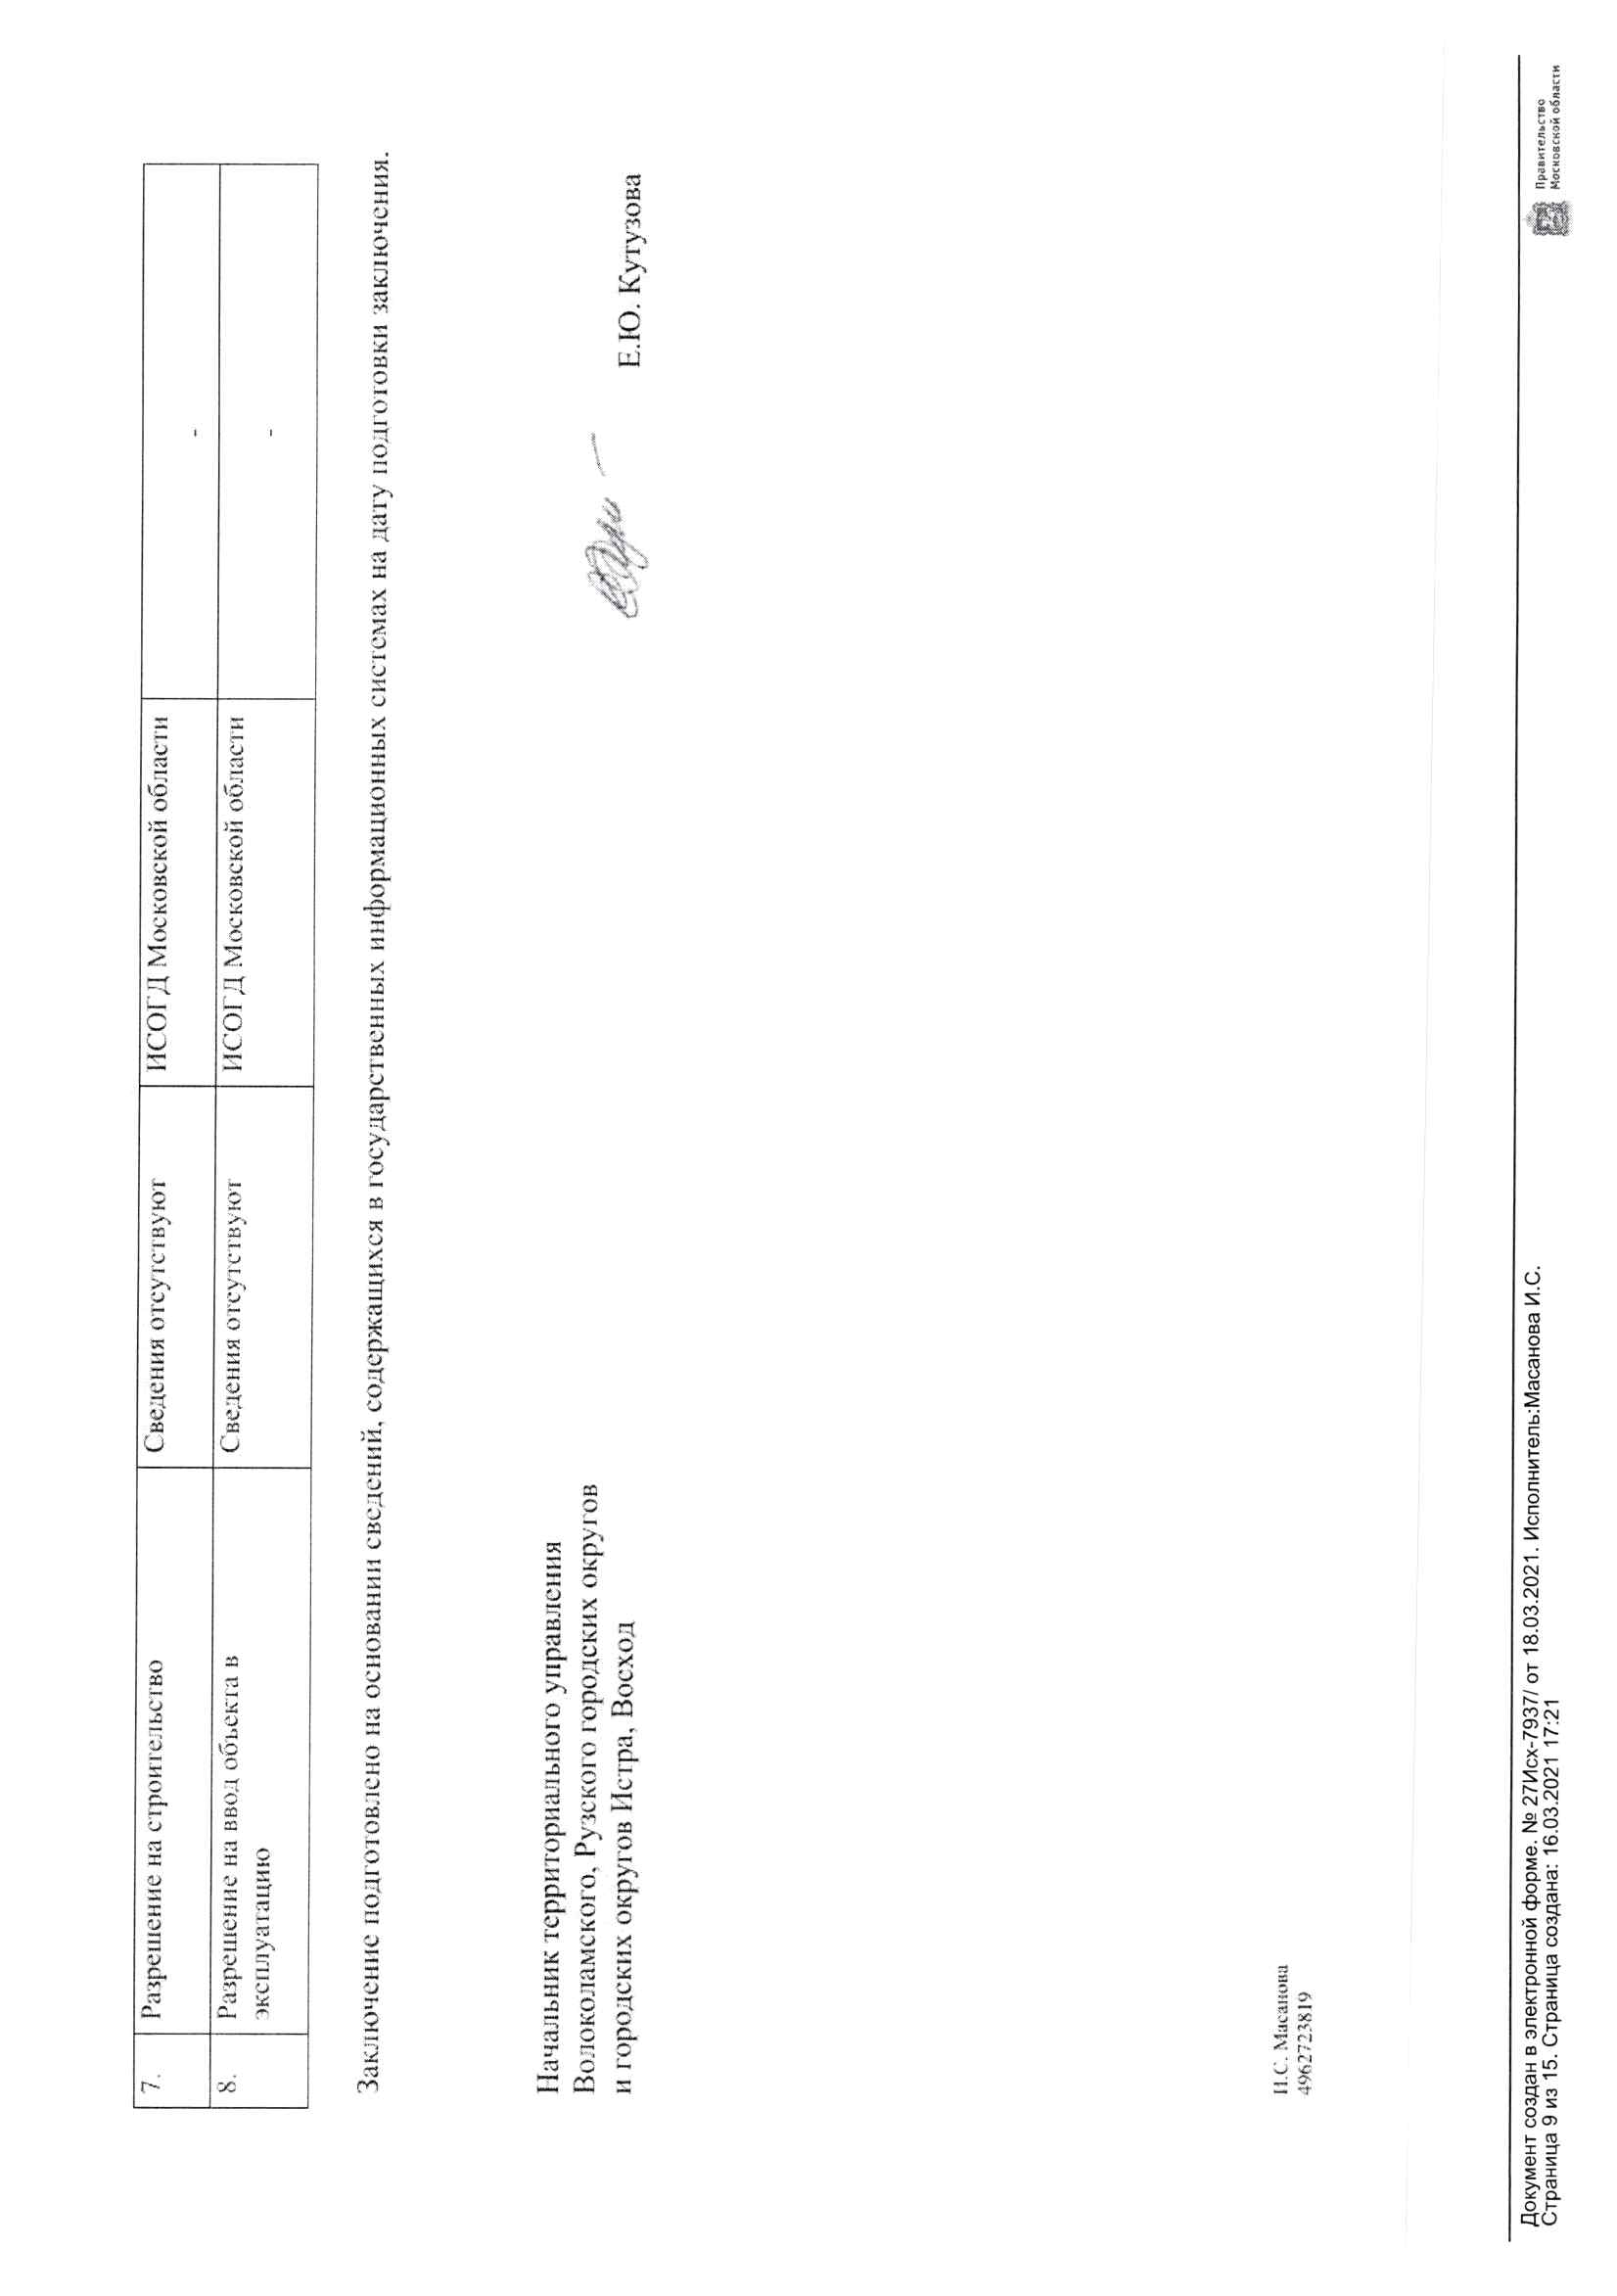 7. Разрешение на строительство Сведения отсутствуют ИСОГД Московской области -
8. Разрешение на ввод объекта в Сведения отсутствуют ИСОГД Московской области -
эксплуатацию
Заключение подготовлено на основании сведений, содержащихся в государственных информационных системах на дату подготовки заключения.
Начальник территориального управления
Волоколамского, Рузского городских округов
и городских округов Истра, Восход Е.Ю. Кутузова
И.С. Масанова
4962723819
Документ создан в электронной форме. № 27Исх-7937/ от 18.03.2021. Исполнитель:Масанова И.С.
Страница 9 из 15. Страница создана: 16.03.2021 17:21
Правительство
Московской области